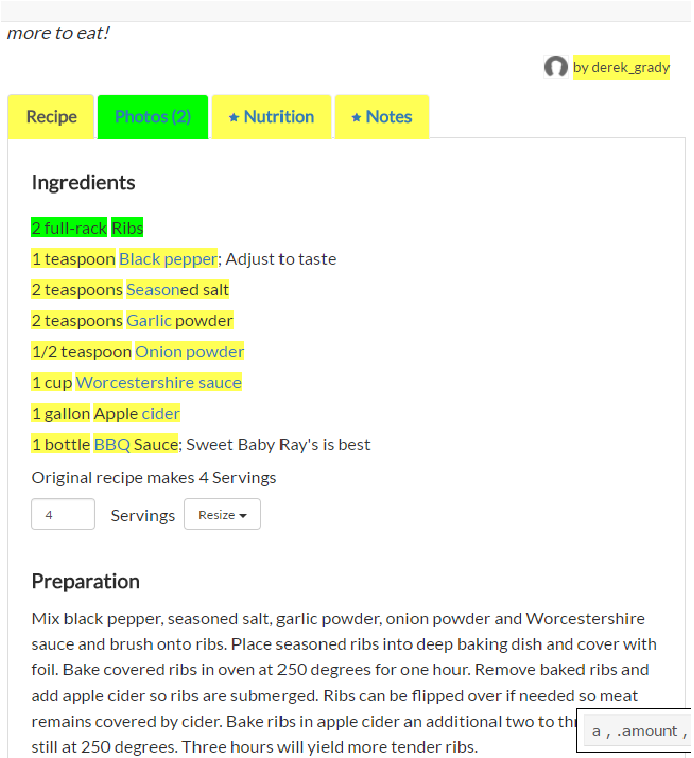 more to eat!
by derek_grady
Recipe Photos (2) ★ Nutrition ★ Notes
Ingredients
2 full-rack Ribs
1 teaspoon Black pepper; Adjust to taste
2 teaspoons Seasoned salt
2 teaspoons Garlic powder
1/2 teaspoon Onion powder
1 cup Worcestershire sauce
1 gallon Apple cider
1 bottle BBQ Sauce; Sweet Baby Ray's is best
Original recipe makes 4 Servings
4 Servings Resize
Preparation
Mix black pepper, seasoned salt, garlic powder, onion powder and Worcestershire
sauce and brush onto ribs. Place seasoned ribs into deep baking dish and cover with
foil. Bake covered ribs in oven at 250 degrees for one hour. Remove baked ribs and
add apple cider so ribs are submerged. Ribs can be flipped over if needed so meat
remains covered by cider. Bake ribs in apple cider an additional two to
still at 250 degrees. Three hours will yield more tender ribs.
a , .amount ,